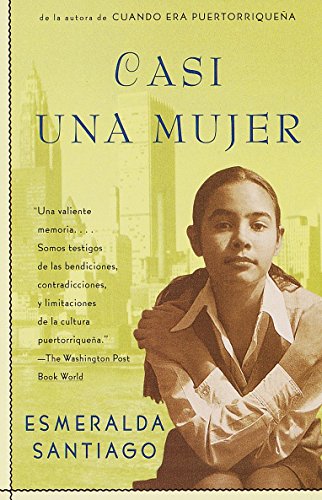 de la autora de CUANDO ERA PUERTORRIQUEÑA
CASI
UNA MUJER
"Una valiente
memoria. . . .
Somos testigos
de las bendiciones,
contradicciones,
y limitaciones
de la cultura
puertorriqueña."
—The Washington Post
Book World
ESMERALDA
SANTIAGO